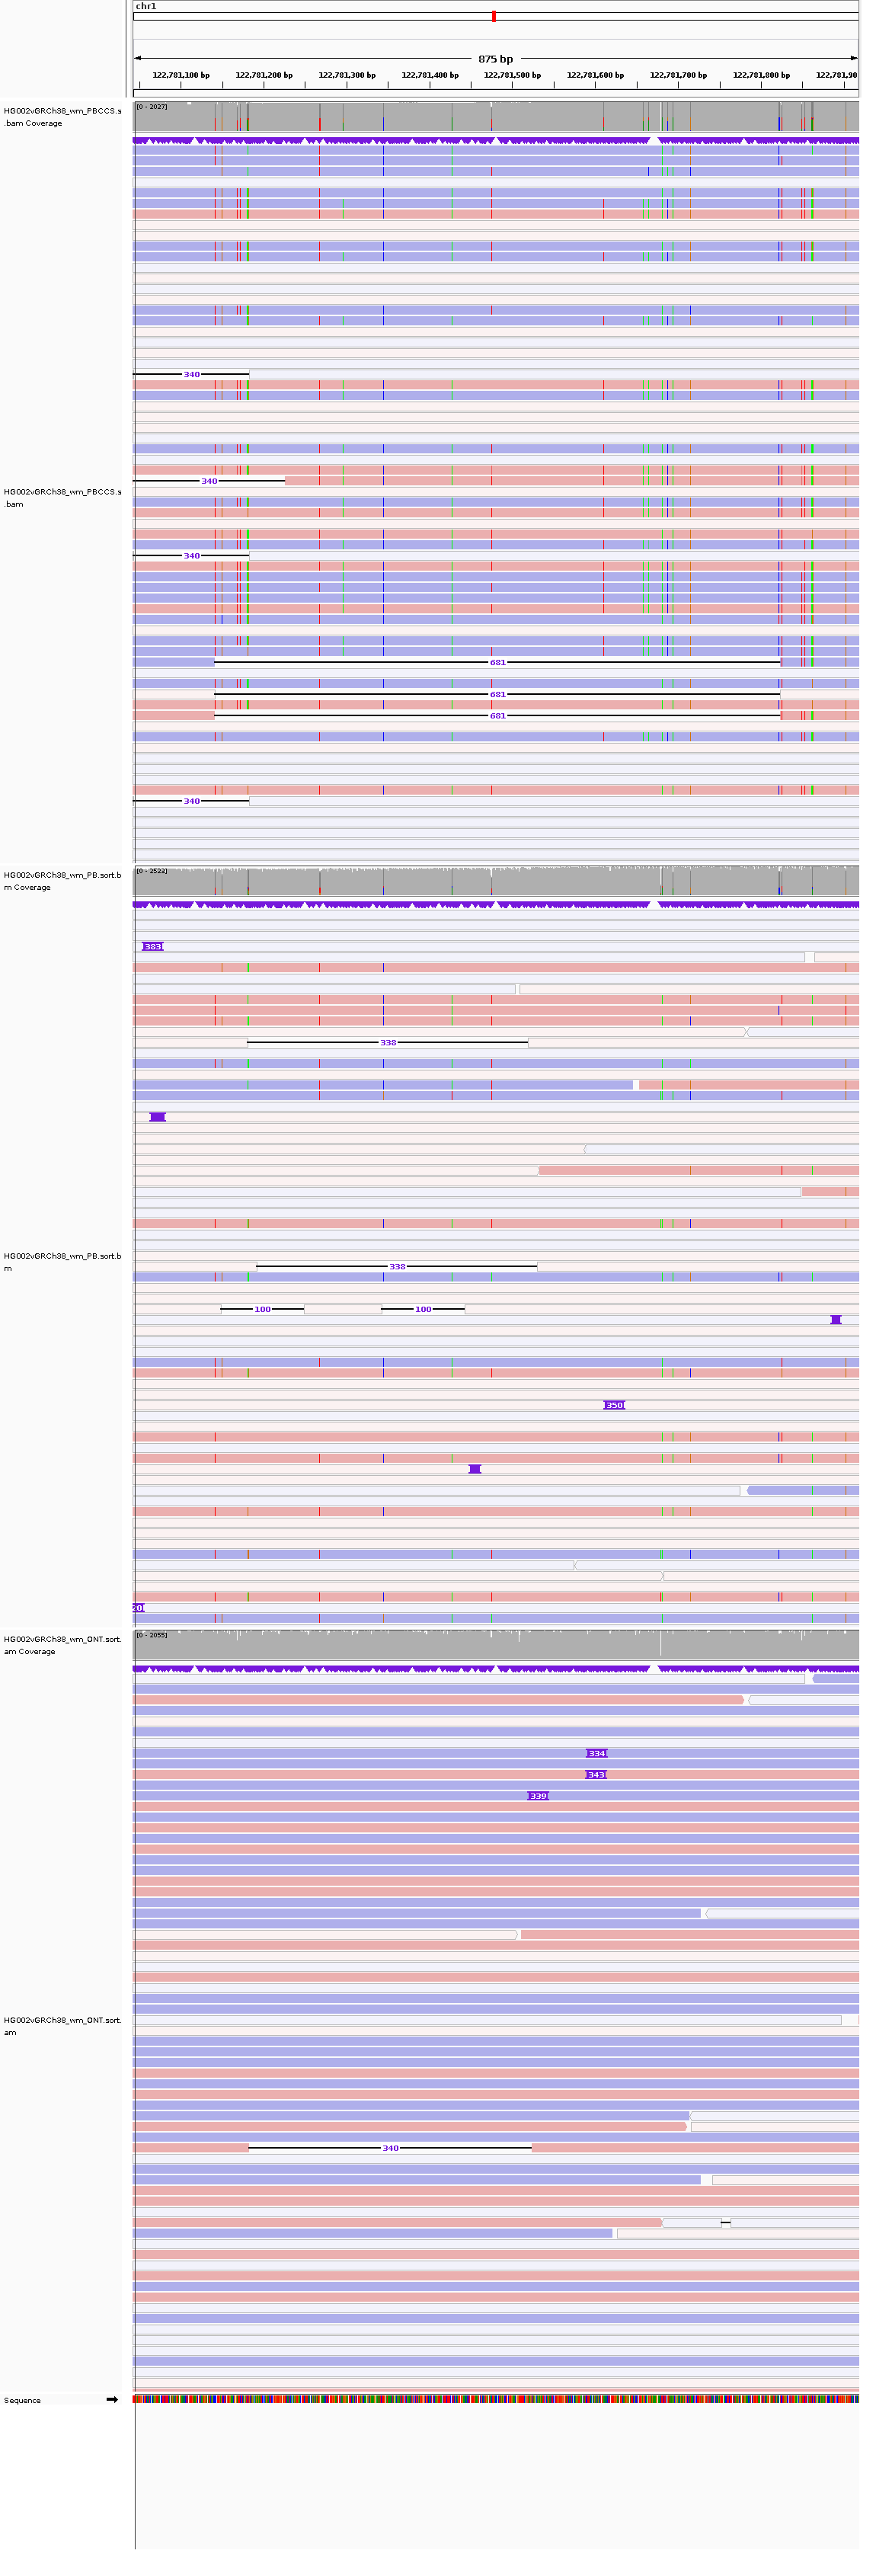 chr1
875 bp
122,781,100 bp 122,781,200 bp 122,781,300 bp 122,781,400 bp 122,781,500 bp 122,781,600 bp 122,781,700 bp 122,781,800 bp 122,781,90
HG002vGRCh38_wm_PBCCS.s
.bam Coverage
[0 - 2027]
340
340
HG002vGRCh38_wm_PBCCS.s
.bam
340
681
681
681
340
HG002vGRCh38_wm_PB.sort.b
m Coverage
[0 - 2522]
383
338
HG002vGRCh38_wm_PB.sort.b
m
338
100 100
350
20
HG002vGRCh38_wm_ONT.sort.
am Coverage
[0 - 2055]
334
343
339
HG002vGRCh38_wm_ONT.sort.
am
340
Sequence